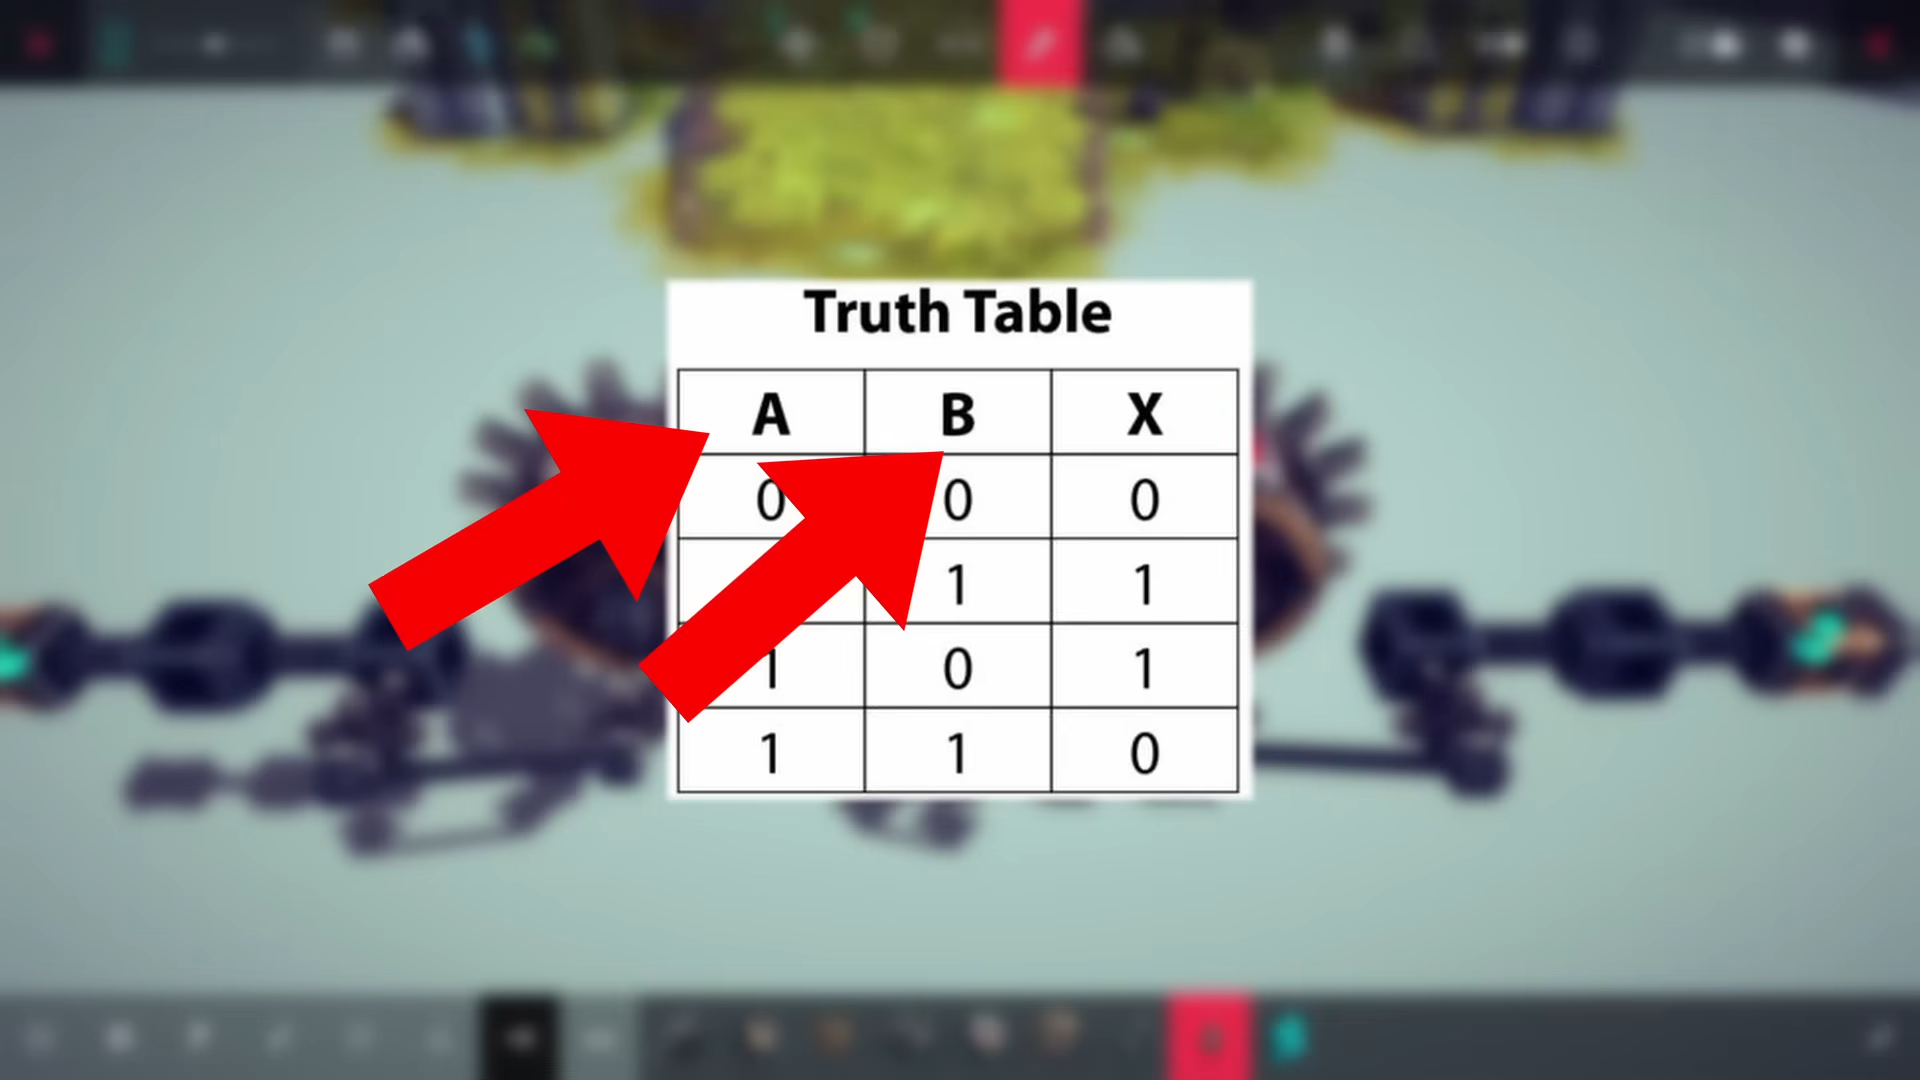 Truth Table
A B X
0 0 0
1 1
1 0 1
1 1 0